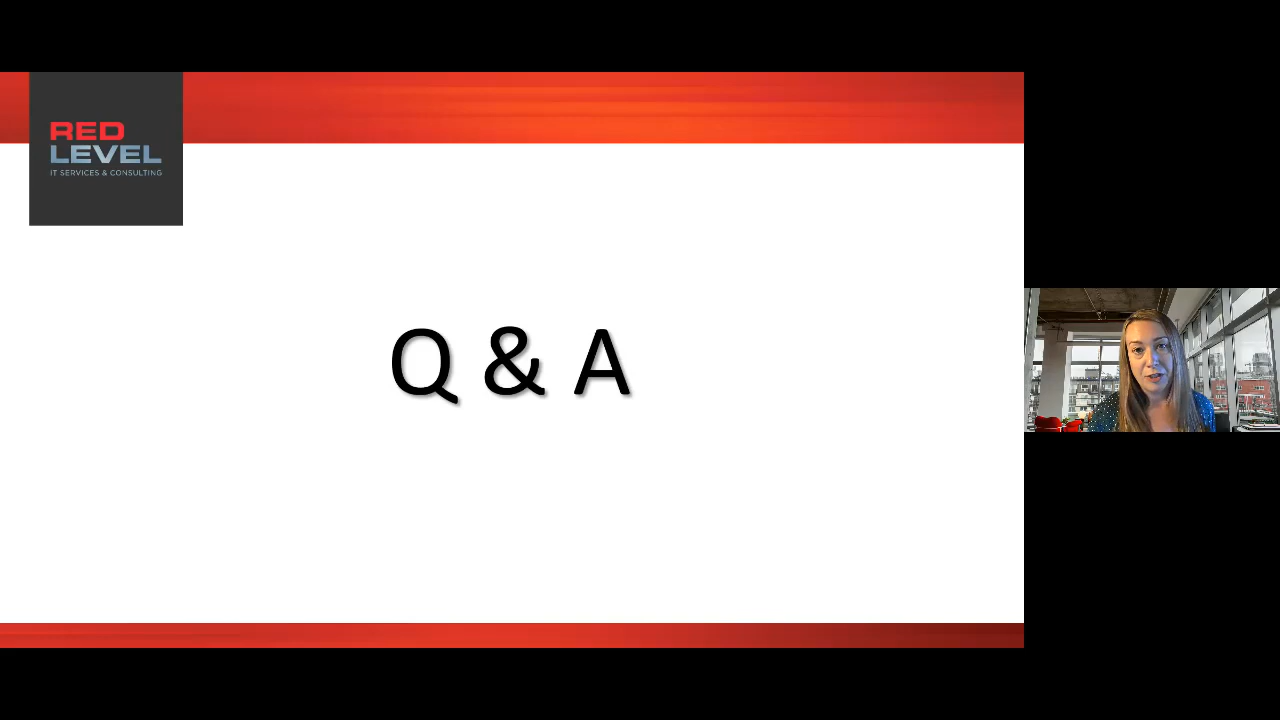 RED
LEVEL
IT SERVICES & CONSULTING
Q & A